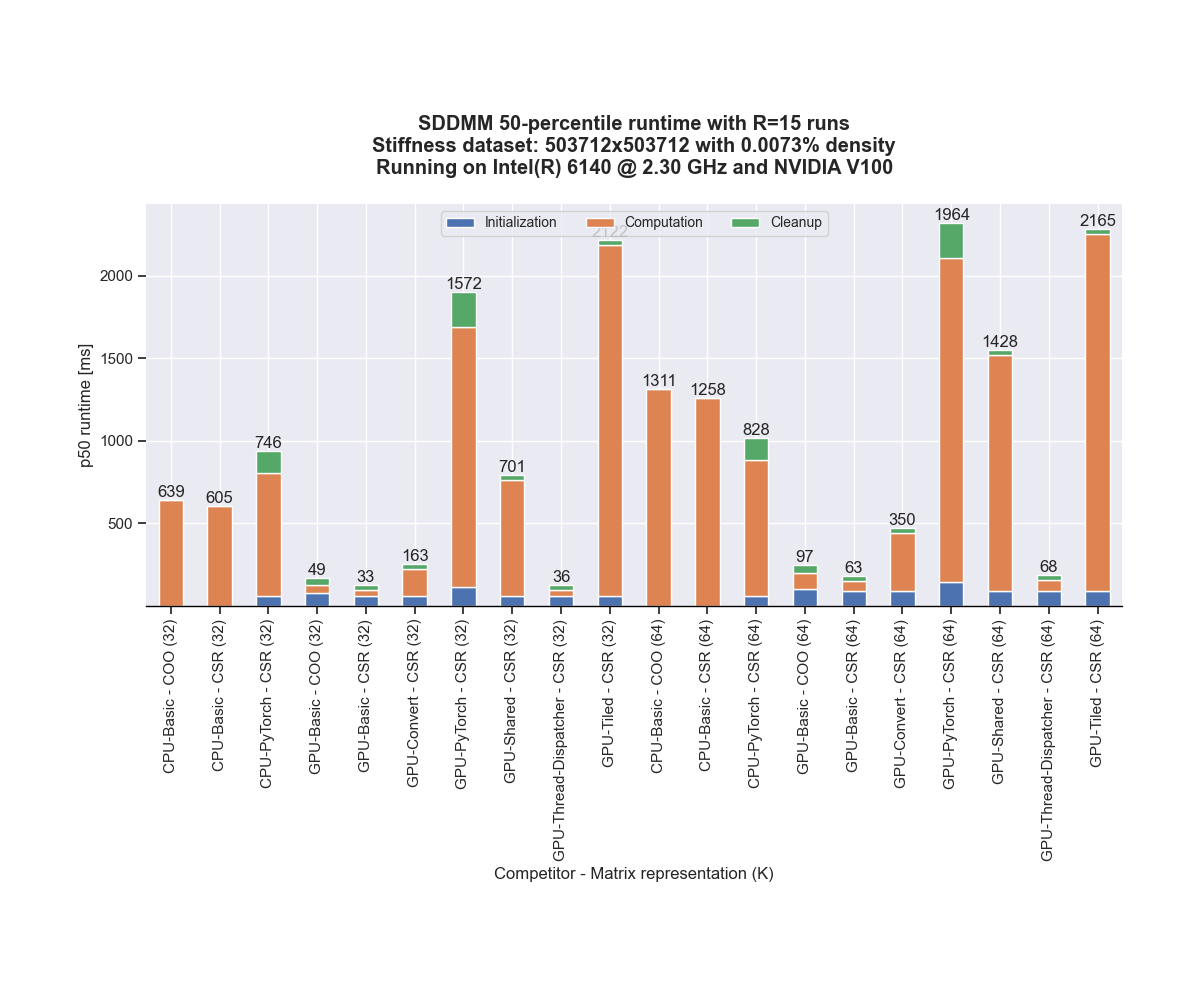 SDDMM 50-percentile runtime with R=15 runs
Stiffness dataset: 503712x503712 with 0.0073% density
Running on Intel(R) 6140 @ 2.30 GHz and NVIDIA V100
Initialization Computation Cleanup
p50 runtime [ms]
2000
1500
1000
500
639
605
746
49
33
163
1572
701
36
2122
1311
1258
828
97
63
350
1964
1428
68
2165
CPU-Basic - COO (32)
CPU-Basic - CSR (32)
CPU-PyTorch - CSR (32)
GPU-Basic - COO (32)
GPU-Basic - CSR (32)
GPU-Convert - CSR (32)
GPU-PyTorch - CSR (32)
GPU-Shared - CSR (32)
GPU-Thread-Dispatcher - CSR (32)
GPU-Tiled - CSR (32)
CPU-Basic - COO (64)
CPU-Basic - CSR (64)
CPU-PyTorch - CSR (64)
GPU-Basic - COO (64)
GPU-Basic - CSR (64)
GPU-Convert - CSR (64)
GPU-PyTorch - CSR (64)
GPU-Shared - CSR (64)
GPU-Thread-Dispatcher - CSR (64)
GPU-Tiled - CSR (64)
Competitor - Matrix representation (K)